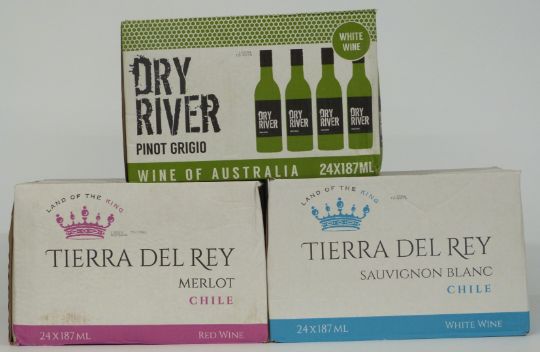 DRY
RIVER
PINOT GRIGIO
WHITE
WINE
DRY
RIVER
DRY
RIVER
DRY
RIVER
DRY
RIVER
WINE OF AUSTRALIA 24X187ML
LAND OF THE KING
TIERRA DEL REY
MERLOT
CHILE
24X187ML RED WINE
LAND OF THE KING
TIERRA DEL REY
SAUVIGNON BLANC
CHILE
24X187ML WHITE WINE